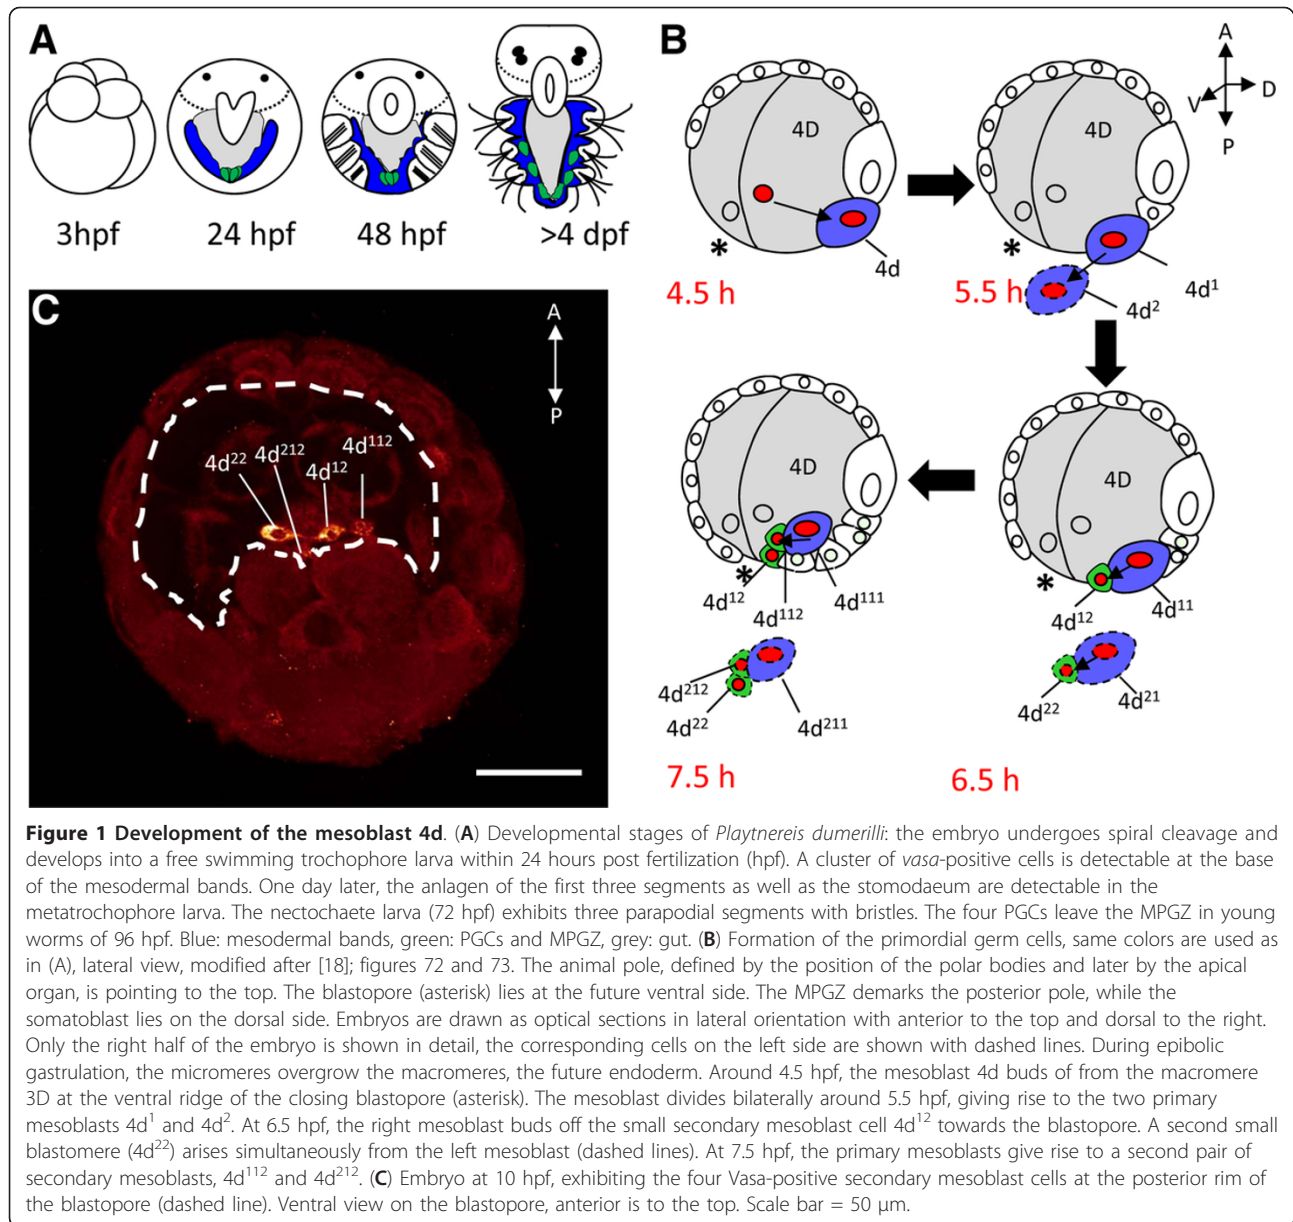 A
3hpf
24 hpf
48 hpf
>4 dpf
B
A
V
D
P
4D
4d
*
4.5 h
4D
*
5.5 h
4d²
4d¹
C
A
P
4d²²
4d²¹²
4d¹²
4d¹¹²
4D
*
4d¹²
4d¹¹²
4d¹¹¹
4d²¹²
4d²²
4d²¹¹
7.5 h
4D
*
4d¹²
4d¹¹
4d²²
4d²¹
6.5 h
Figure 1 Development of the mesoblast 4d. (A) Developmental stages of Playtnereis dumerilli: the embryo undergoes spiral cleavage and
develops into a free swimming trochophore larva within 24 hours post fertilization (hpf). A cluster of vasa-positive cells is detectable at the base
of the mesodermal bands. One day later, the anlagen of the first three segments as well as the stomodaeum are detectable in the
metatrochophore larva. The nectochaete larva (72 hpf) exhibits three parapodial segments with bristles. The four PGCs leave the MPGZ in young
worms of 96 hpf. Blue: mesodermal bands, green: PGCs and MPGZ, grey: gut. (B) Formation of the primordial germ cells, same colors are used as
in (A), lateral view, modified after [18]; figures 72 and 73. The animal pole, defined by the position of the polar bodies and later by the apical
organ, is pointing to the top. The blastopore (asterisk) lies at the future ventral side. The MPGZ demarks the posterior pole, while the
somatoblast lies on the dorsal side. Embryos are drawn as optical sections in lateral orientation with anterior to the top and dorsal to the right.
Only the right half of the embryo is shown in detail, the corresponding cells on the left side are shown with dashed lines. During epibolic
gastrulation, the micromeres overgrow the macromeres, the future endoderm. Around 4.5 hpf, the mesoblast 4d buds of from the macromere
3D at the ventral ridge of the closing blastopore (asterisk). The mesoblast divides bilaterally around 5.5 hpf, giving rise to the two primary
mesoblasts 4d¹ and 4d². At 6.5 hpf, the right mesoblast buds off the small secondary mesoblast cell 4d¹² towards the blastopore. A second small
blastomere (4d²²) arises simultaneously from the left mesoblast (dashed lines). At 7.5 hpf, the primary mesoblasts give rise to a second pair of
secondary mesoblasts, 4d¹¹² and 4d²¹². (C) Embryo at 10 hpf, exhibiting the four Vasa-positive secondary mesoblast cells at the posterior rim of
the blastopore (dashed line). Ventral view on the blastopore, anterior is to the top. Scale bar = 50 μm.